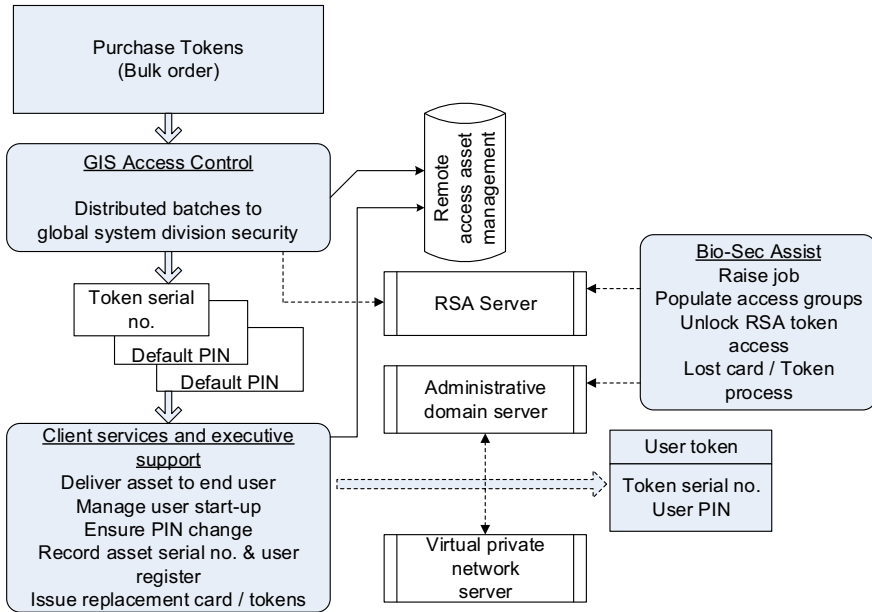 Purchase Tokens
(Bulk order)
GIS Access Control
Distributed batches to
global system division security
Remote
access asset
management
Token serial
no.
Default PIN
Default PIN
RSA Server
Bio-Sec Assist
Raise job
Populate access groups
Unlock RSA token
access
Lost card / Token
process
Administrative
domain server
Client services and executive
support
Deliver asset to end user
Manage user start-up
Ensure PIN change
Record asset serial no. & user
register
Issue replacement card / tokens
User token
Token serial no.
User PIN
Virtual private
network
server